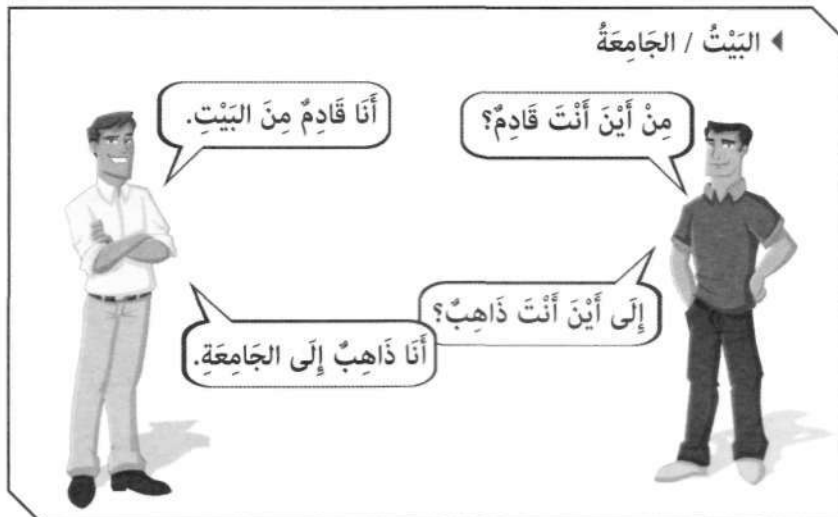 البَيْتُ / الجَامِعَةُ
مِنْ أَيْنَ أَنْتَ قَادِمٌ؟
أَنَا قَادِمٌ مِنَ البَيْتِ.
إِلَى أَيْنَ أَنْتَ ذَاهِبٌ؟
أَنَا ذَاهِبٌ إِلَى الجَامِعَةِ.